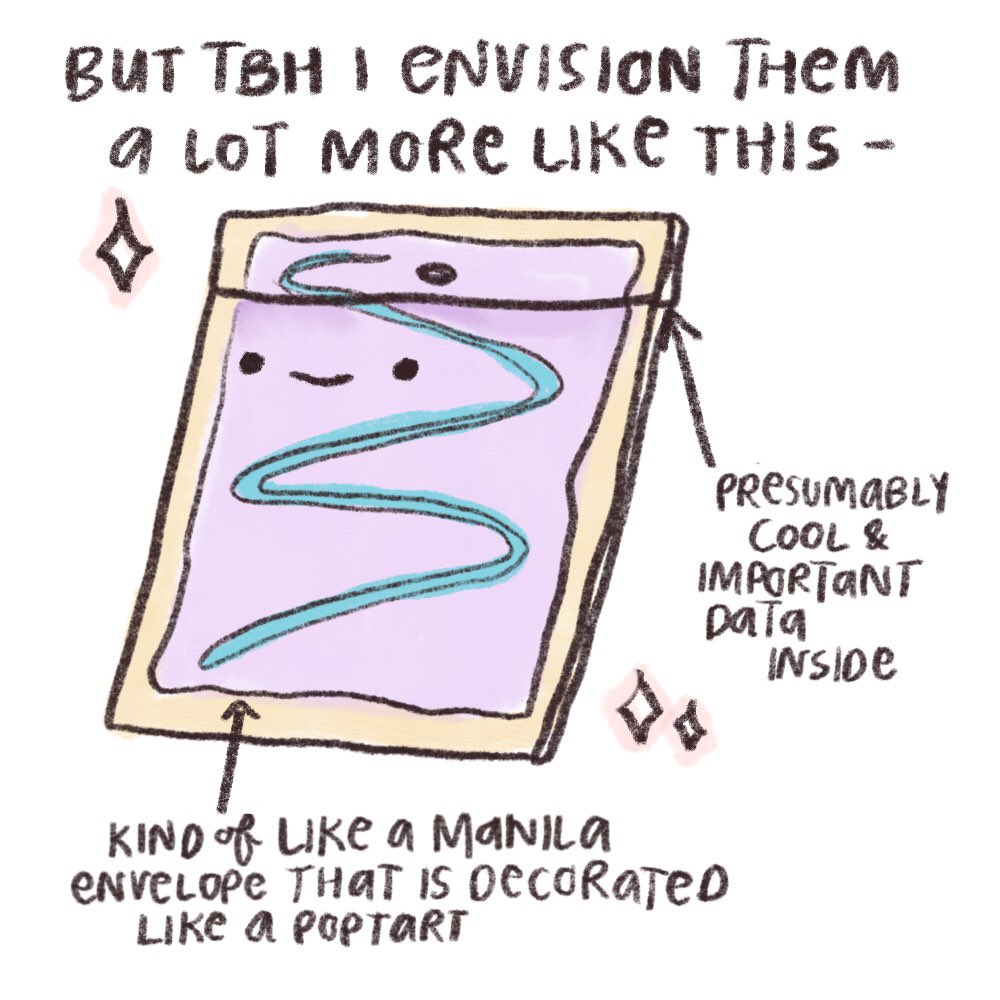 BUT TBH I ENVISION THEM
A LOT MORE LIKE THIS -
PRESUMABLY
COOL &
IMPORTANT
DATA
INSIDE
KIND of LIKE A MANILA
ENVELOPE THAT IS DECORATED
LIKE A POPTART